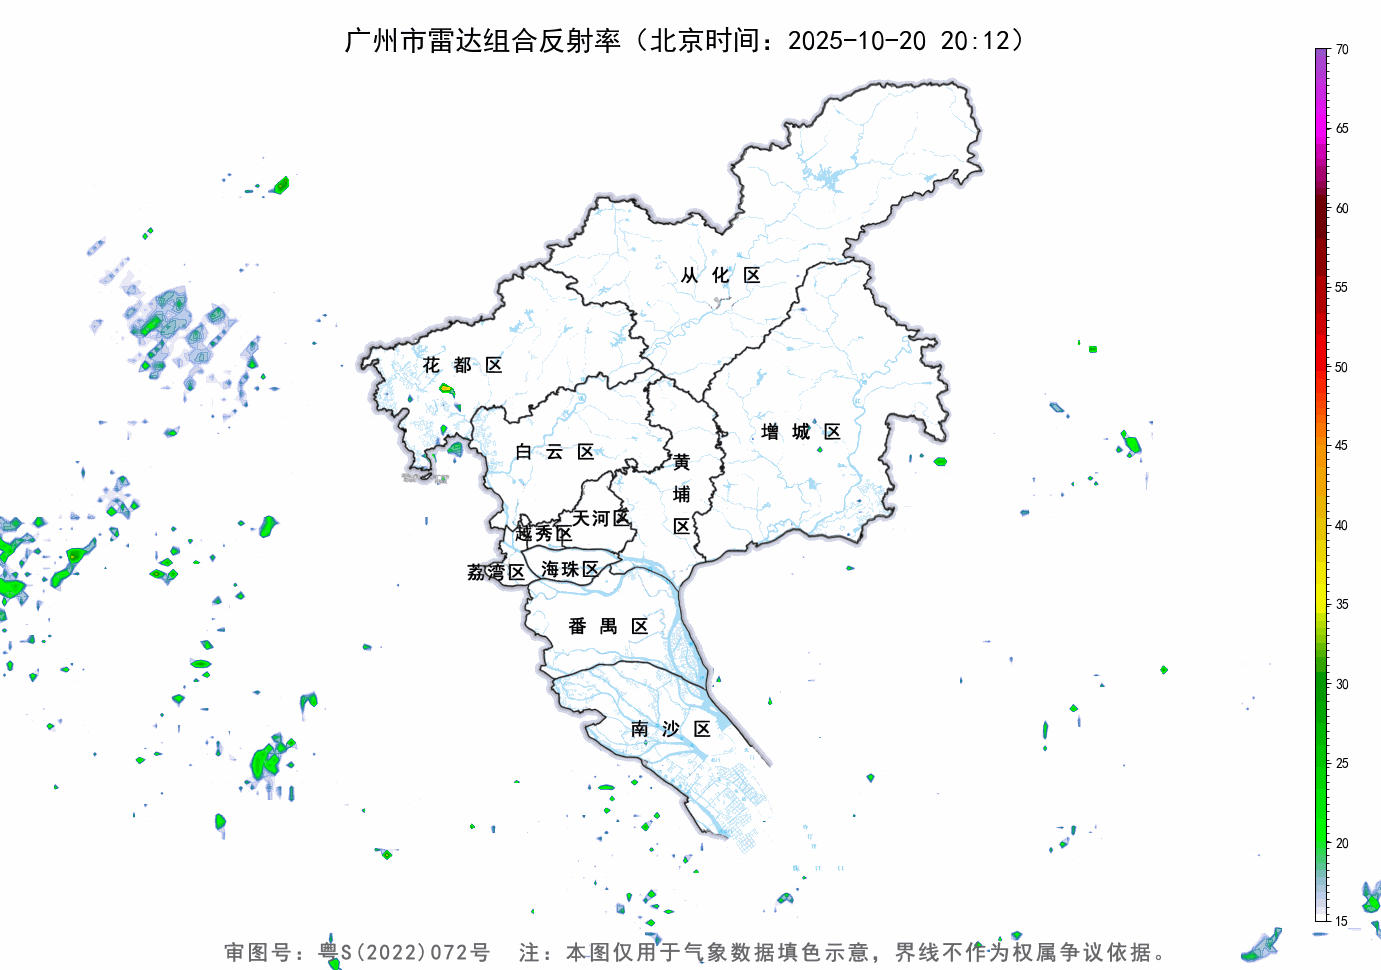 广州市雷达组合反射率（北京时间：2025-10-20 20:12）
70
65
60
55
50
45
40
35
30
25
20
15
从化区
花都区
增城区
白云区
黄埔区
天河区
越秀区
荔湾区
海珠区
番禺区
南沙区
审图号：粤S(2022)072号 注：本图仅用于气象数据填色示意，界线不作为权属争议依据。